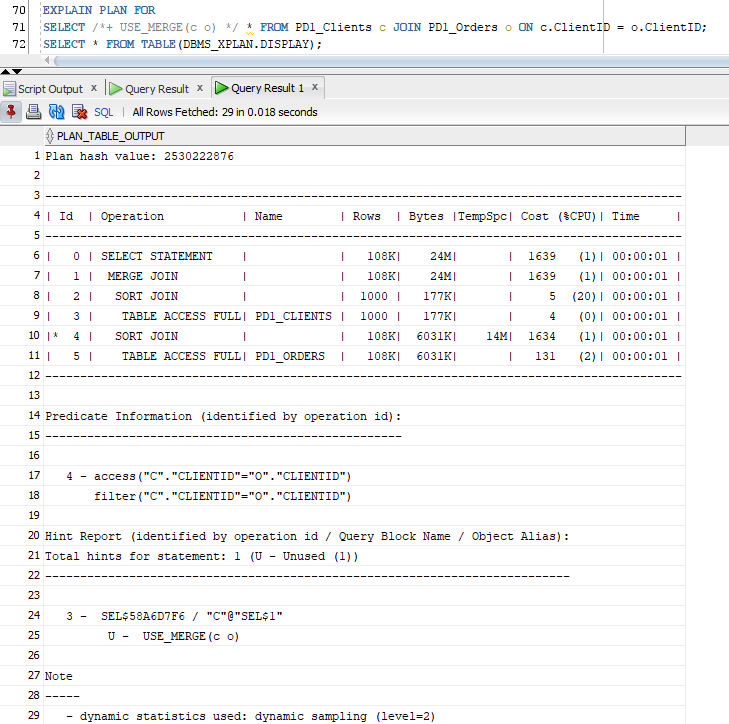 70 EXPLAIN PLAN FOR
71 SELECT /*+ USE_MERGE(c o) */ * FROM PD1_Clients c JOIN PD1_Orders o ON c.ClientID = o.ClientID;
72 SELECT * FROM TABLE(DBMS_XPLAN.DISPLAY);
Script Output x Query Result x Query Result 1 x
SQL | All Rows Fetched: 29 in 0.018 seconds
PLAN_TABLE_OUTPUT
1 Plan hash value: 2530222876
2
3 ---------------------------------------------------------------------------------------
4 | Id  | Operation           | Name        | Rows  | Bytes |TempSpc| Cost (%CPU)| Time     |
5 ---------------------------------------------------------------------------------------
6 |   0 | SELECT STATEMENT    |             |   108K|    24M|       |  1639   (1)| 00:00:01 |
7 |   1 |  MERGE JOIN         |             |   108K|    24M|       |  1639   (1)| 00:00:01 |
8 |   2 |   SORT JOIN         |             |  1000 |   177K|       |     5  (20)| 00:00:01 |
9 |   3 |    TABLE ACCESS FULL| PD1_CLIENTS |  1000 |   177K|       |     4   (0)| 00:00:01 |
10 |*  4 |   SORT JOIN         |             |   108K|  6031K|    14M|  1634   (1)| 00:00:01 |
11 |   5 |    TABLE ACCESS FULL| PD1_ORDERS  |   108K|  6031K|       |   131   (2)| 00:00:01 |
12 ---------------------------------------------------------------------------------------
13
14 Predicate Information (identified by operation id):
15 ---------------------------------------------------
16
17    4 - access("C"."CLIENTID"="O"."CLIENTID")
18        filter("C"."CLIENTID"="O"."CLIENTID")
19
20 Hint Report (identified by operation id / Query Block Name / Object Alias):
21 Total hints for statement: 1 (U - Unused (1))
22 ---------------------------------------------------------------------------
23
24    3 -  SEL$58A6D7F6 / "C"@"SEL$1"
25          U -  USE_MERGE(c o)
26
27 Note
28 -----
29    - dynamic statistics used: dynamic sampling (level=2)